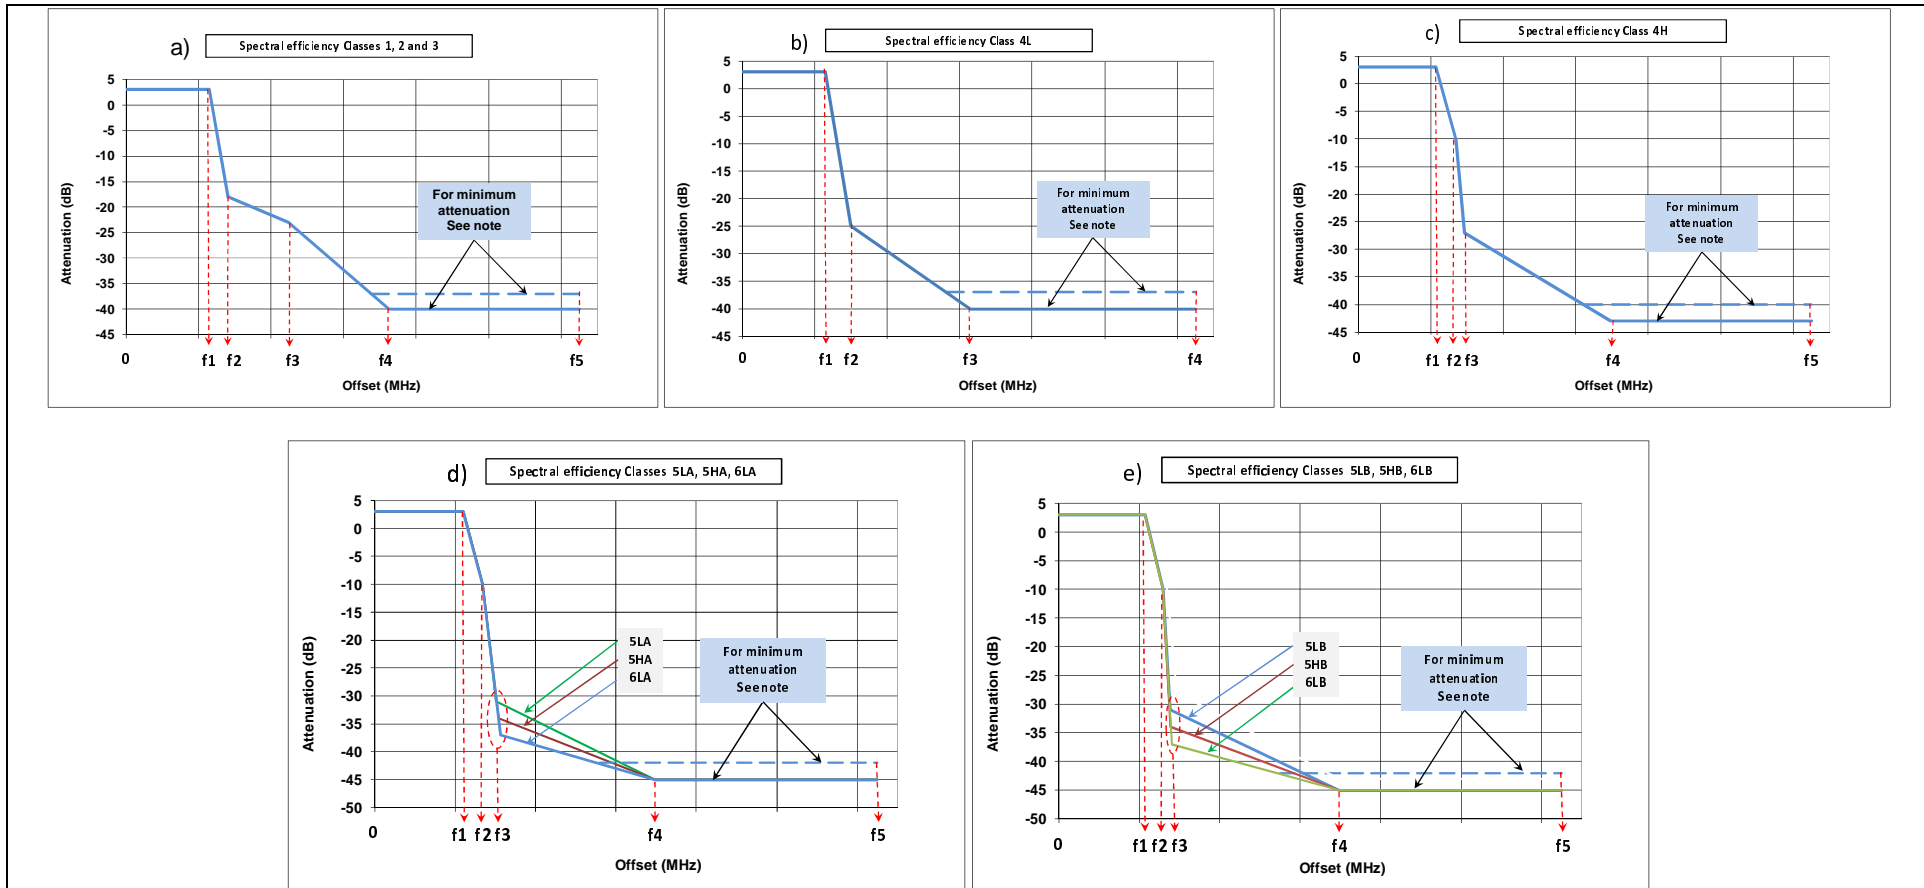 a)
Spectral efficiency Classes 1, 2 and 3
5
0
-5
-10
-15
-20
-25
-30
-35
-40
-45
Attenuation (dB)
For minimum
attenuation
See note
0
f1
f2
f3
f4
f5
Offset (MHz)
b)
Spectral efficiency Class 4L
5
0
-5
-10
-15
-20
-25
-30
-35
-40
-45
Attenuation (dB)
For minimum
attenuation
See note
0
f1
f2
f3
f4
Offset (MHz)
c)
Spectral efficiency Class 4H
5
0
-5
-10
-15
-20
-25
-30
-35
-40
-45
Attenuation (dB)
For minimum
attenuation
See note
0
f1
f2
f3
f4
f5
Offset (MHz)
d)
Spectral efficiency Classes 5LA, 5HA, 6LA
5
0
-5
-10
-15
-20
-25
-30
-35
-40
-45
-50
Attenuation (dB)
5LA
5HA
6LA
For minimum
attenuation
See note
0
f1
f2
f3
f4
f5
Offset (MHz)
e)
Spectral efficiency Classes 5LB, 5HB, 6LB
5
0
-5
-10
-15
-20
-25
-30
-35
-40
-45
-50
Attenuation (dB)
5LB
5HB
6LB
For minimum
attenuation
See note
0
f1
f2
f3
f4
f5
Offset (MHz)